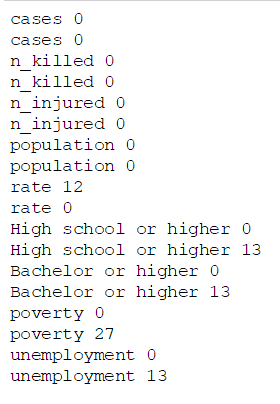 cases 0
cases 0
n_killed 0
n_killed 0
n_injured 0
n_injured 0
population 0
population 0
rate 12
rate 0
High school or higher 0
High school or higher 13
Bachelor or higher 0
Bachelor or higher 13
poverty 0
poverty 27
unemployment 0
unemployment 13